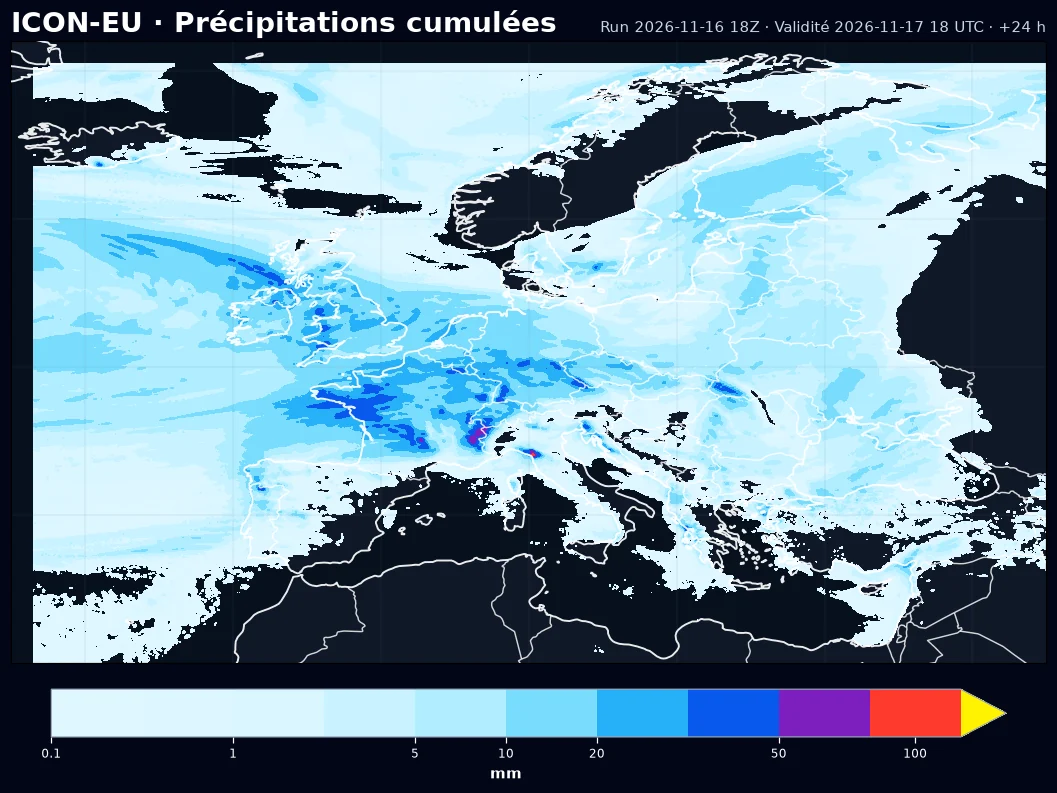 ICON-EU · Précipitations cumulées
Run 2026-11-16 18Z · Validité 2026-11-17 18 UTC · +24 h
0.1 1 5 10 20 50 100
mm